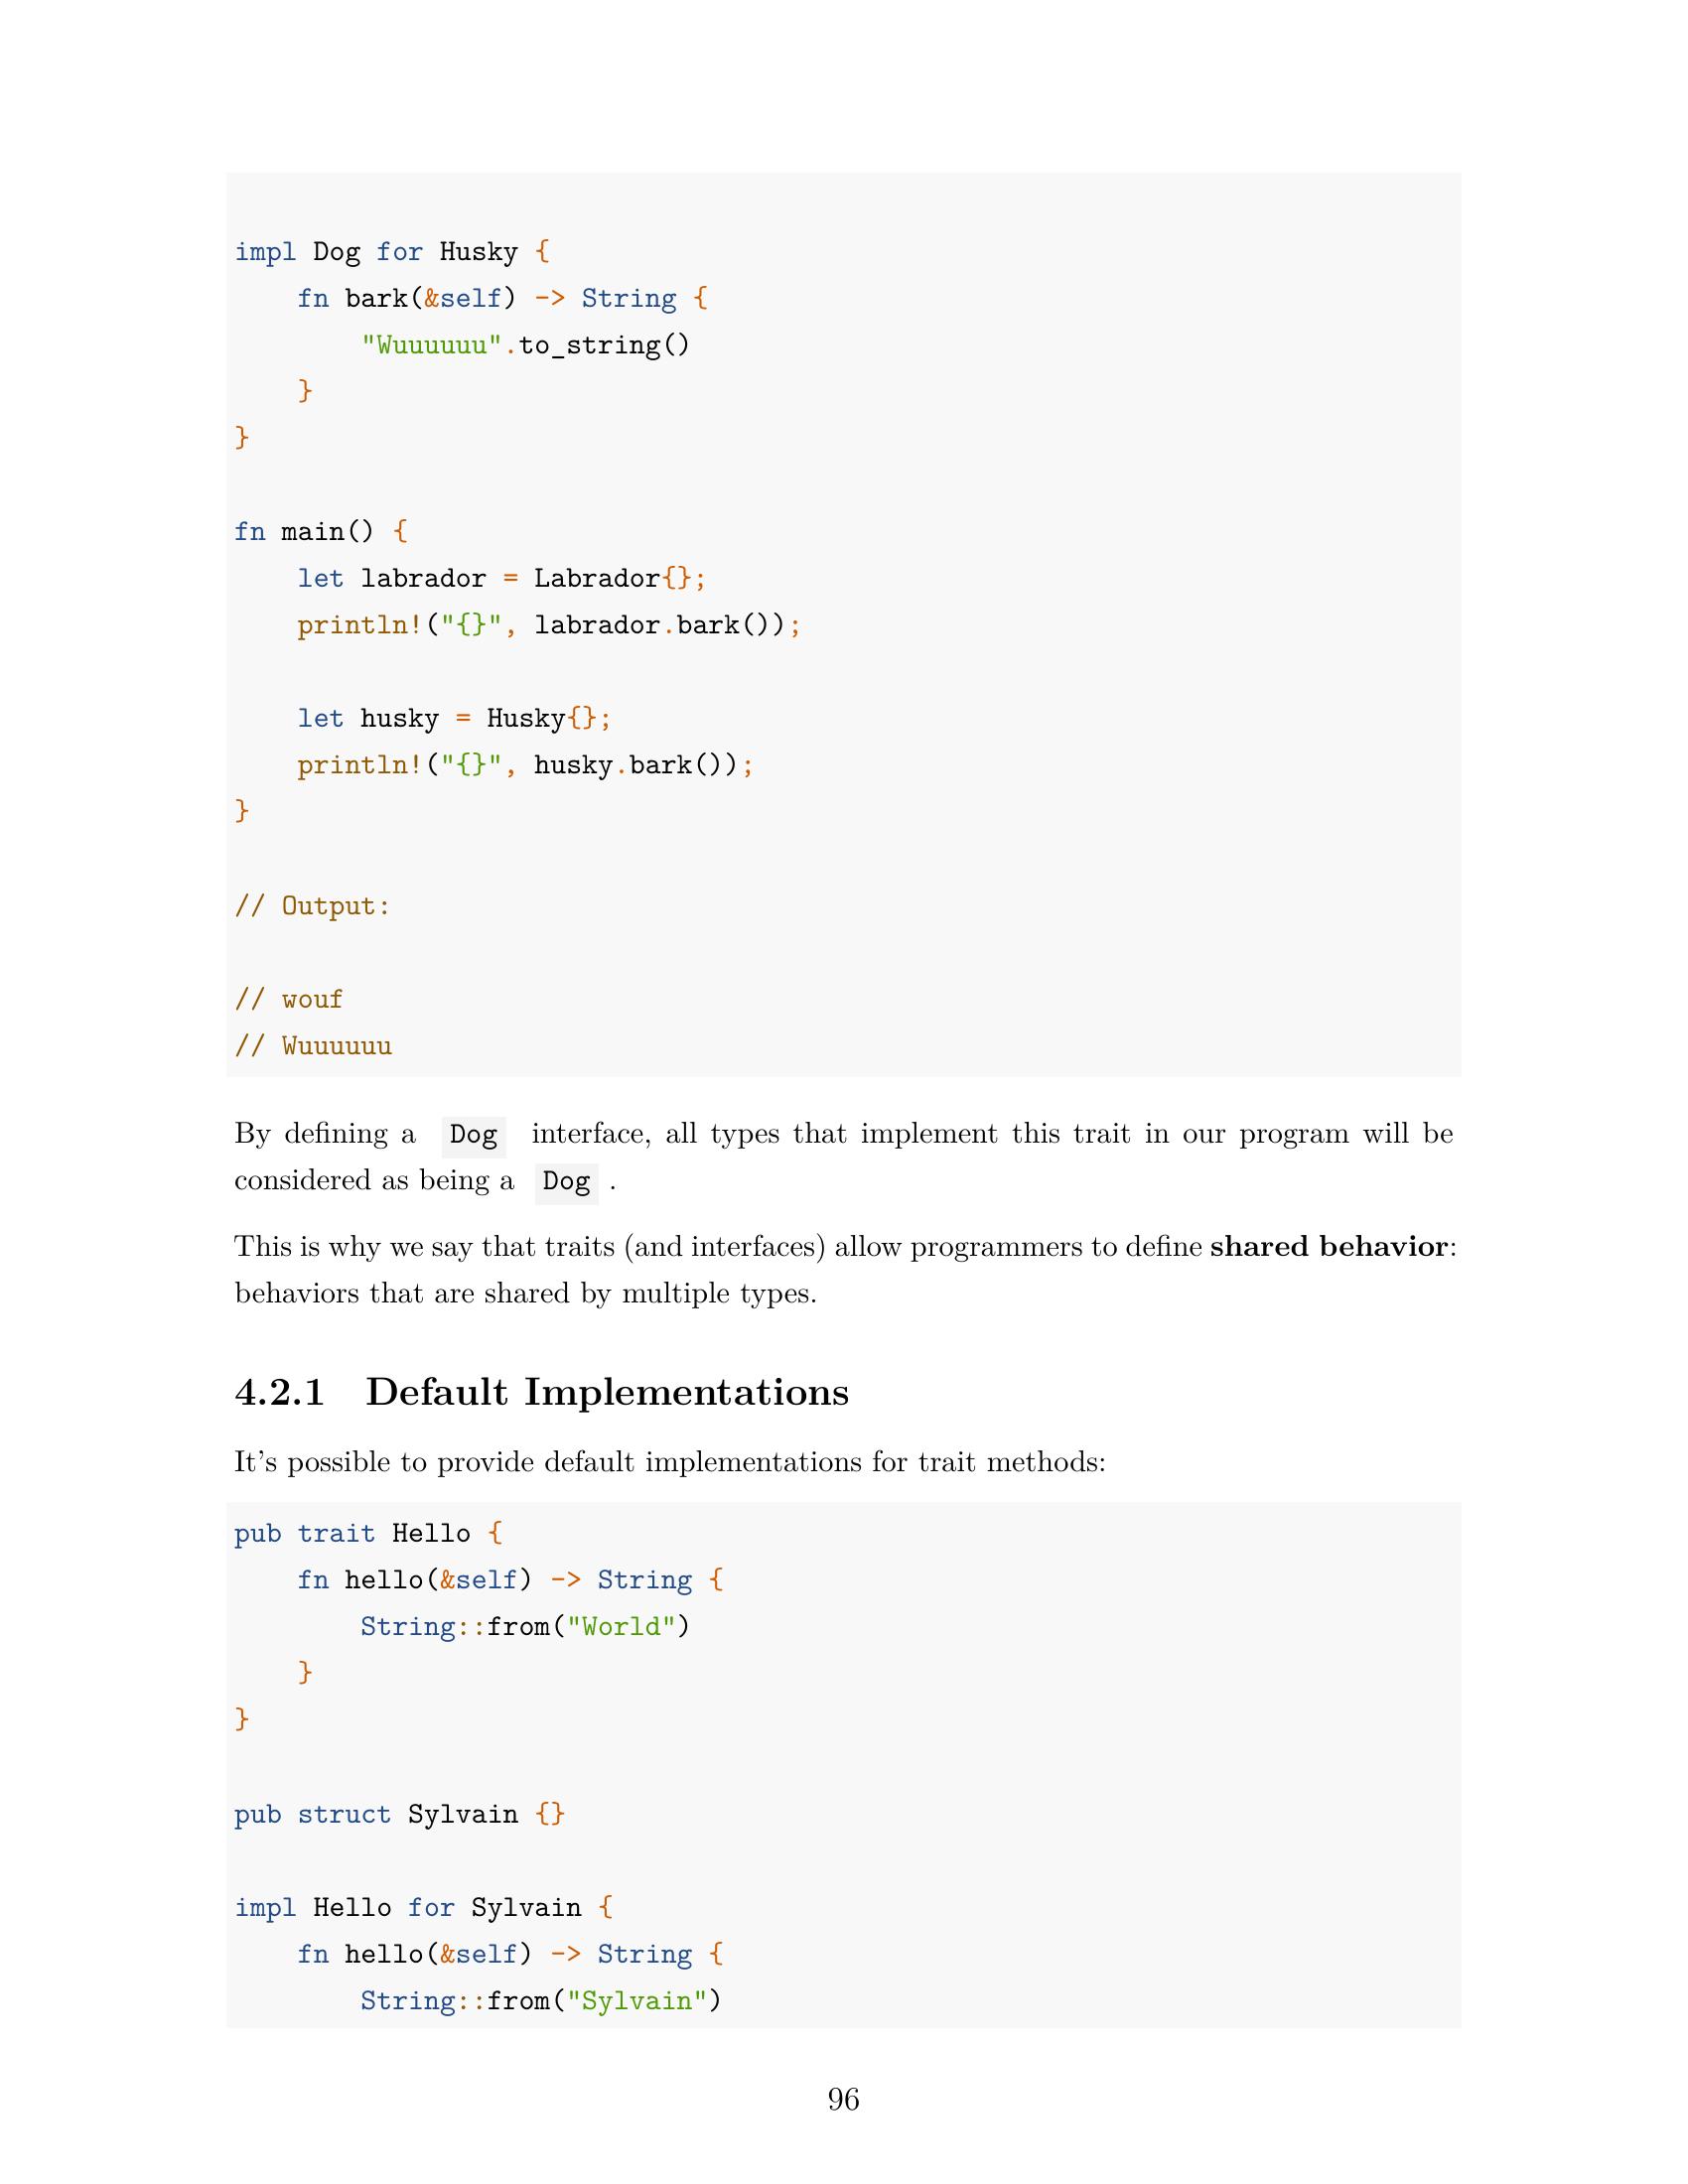 impl Dog for Husky {
    fn bark(&self) -> String {
        "Wuuuuuu".to_string()
    }
}
fn main() {
    let labrador = Labrador{};
    println!("{}", labrador.bark());
    let husky = Husky{};
    println!("{}", husky.bark());
}
// Output:
// wouf
// Wuuuuuu
By defining a Dog interface, all types that implement this trait in our program will be
considered as being a Dog .
This is why we say that traits (and interfaces) allow programmers to define shared behavior:
behaviors that are shared by multiple types.
4.2.1 Default Implementations
It's possible to provide default implementations for trait methods:
pub trait Hello {
    fn hello(&self) -> String {
        String::from("World")
    }
}
pub struct Sylvain {}
impl Hello for Sylvain {
    fn hello(&self) -> String {
        String::from("Sylvain")
96